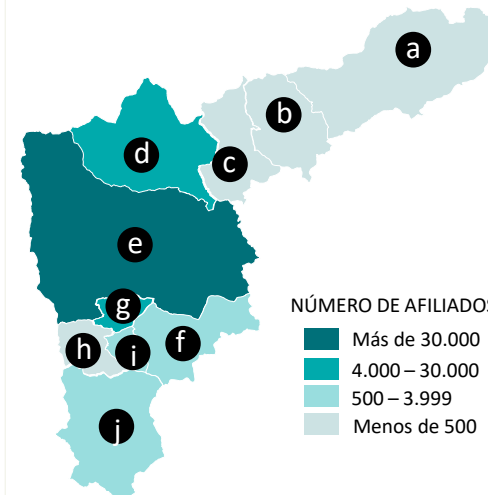 a
b
c
d
e
g
f
h
i
j
NÚMERO DE AFILIADOS
Más de 30.000
4.000 – 30.000
500 – 3.999
Menos de 500